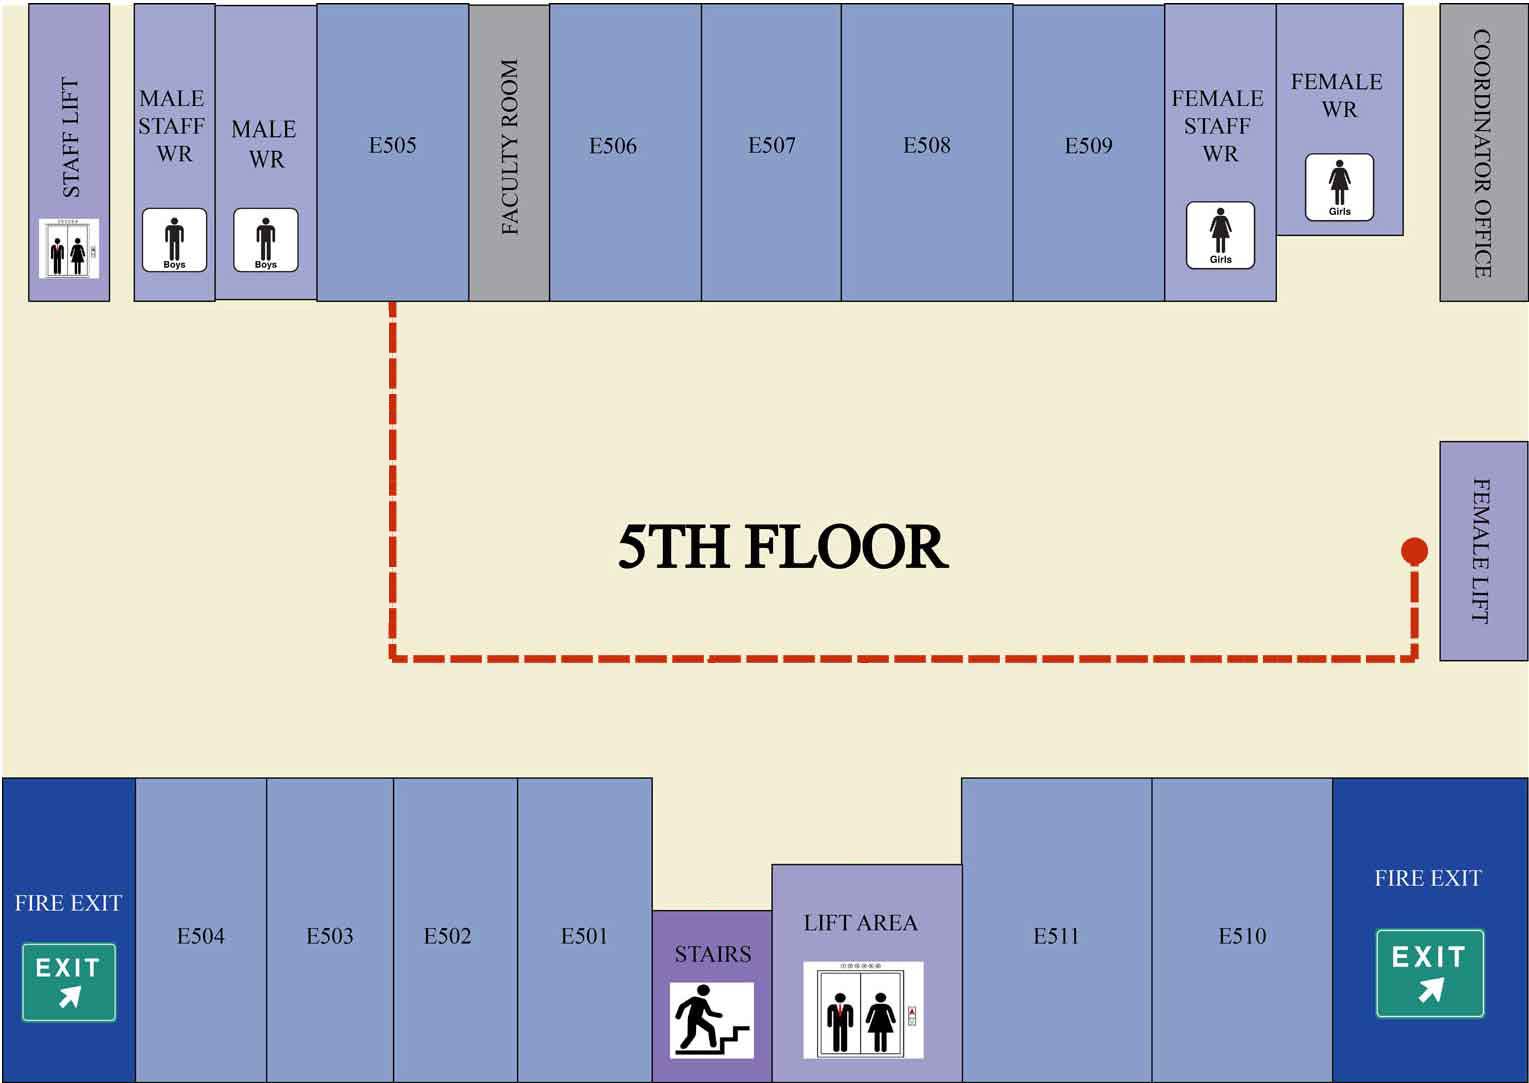 STAFF LIFT
MALE
STAFF
WR
Boys
MALE
WR
Boys
E505
FACULTY ROOM
E506
E507
E508
E509
FEMALE
STAFF
WR
Girls
FEMALE
WR
Girls
COORDINATOR OFFICE
5TH FLOOR
FEMALE LIFT
FIRE EXIT
EXIT
E504
E503
E502
E501
STAIRS
LIFT AREA
E511
E510
FIRE EXIT
EXIT